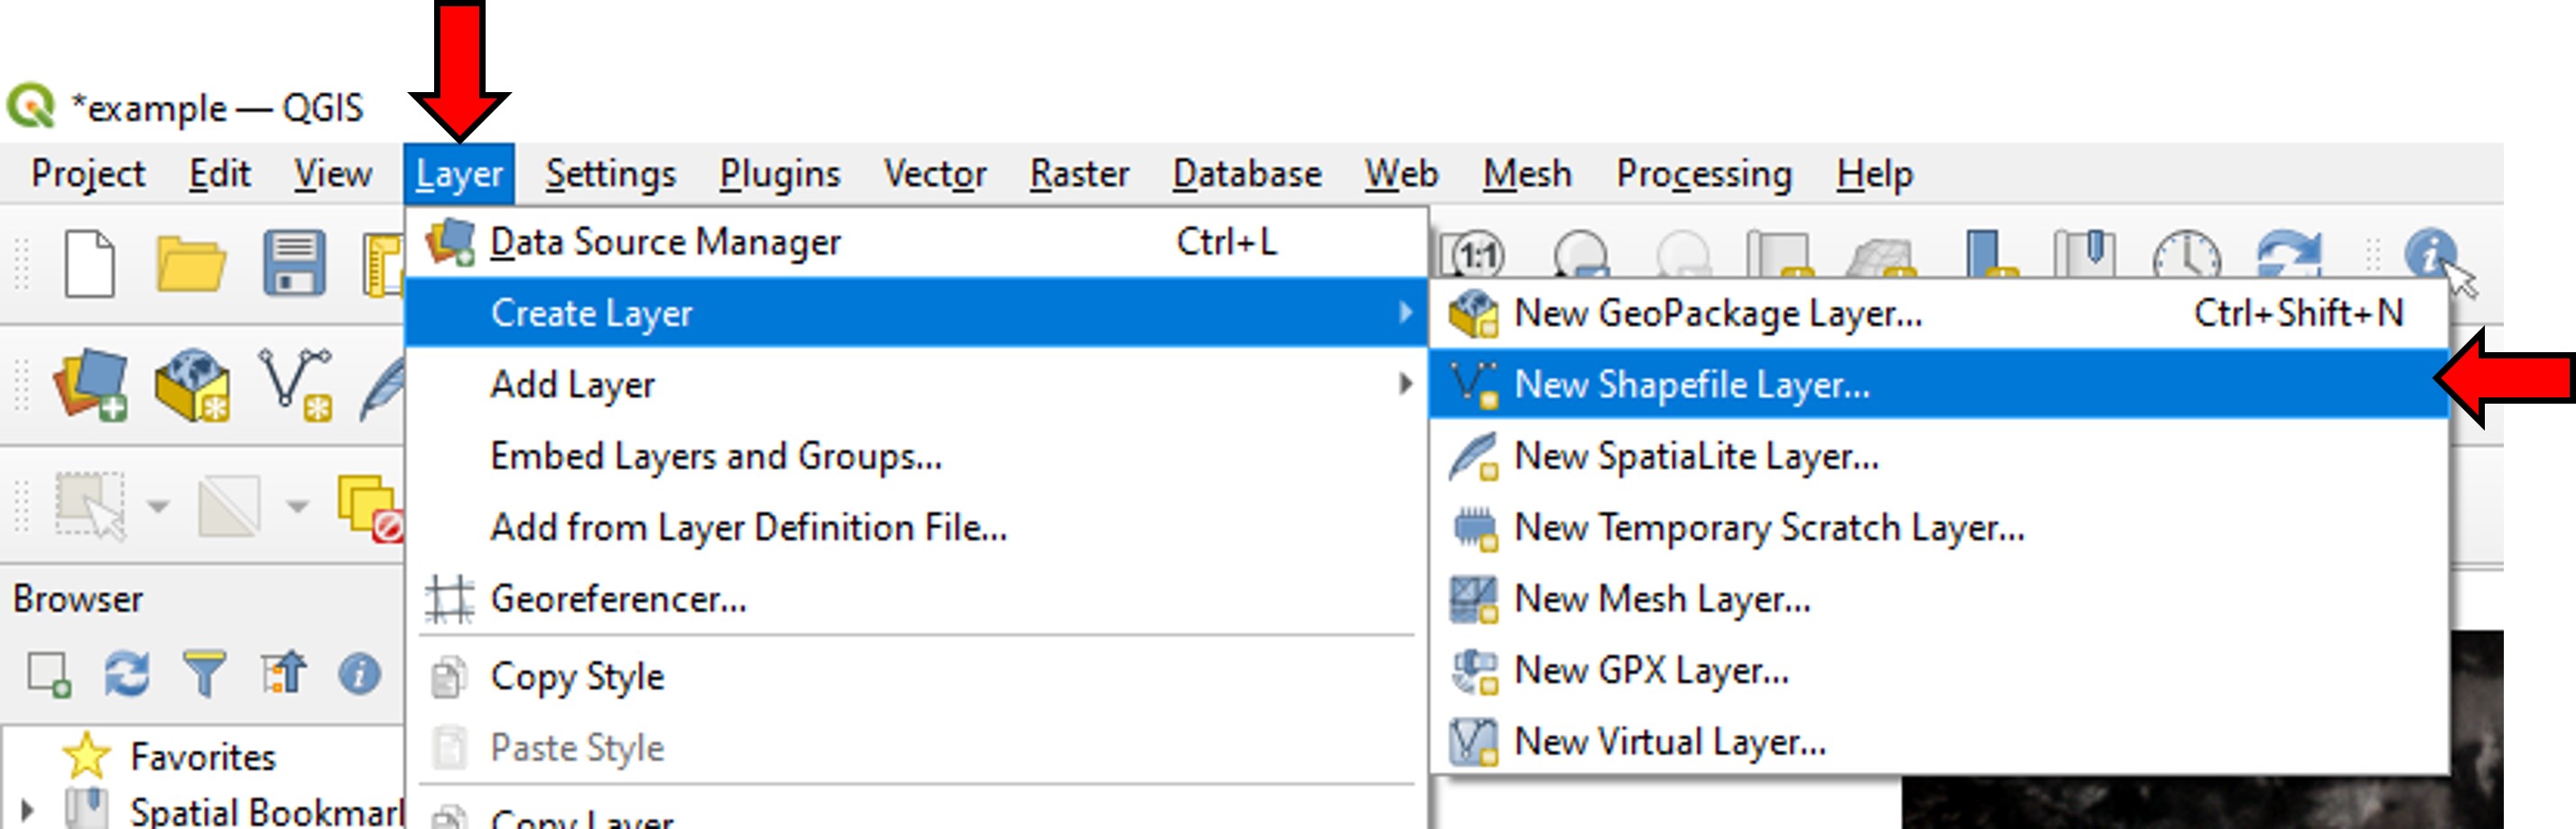 *example — QGIS
Project Edit View Layer Settings Plugins Vector Raster Database Web Mesh Processing Help
Data Source Manager Ctrl+L
1:1
Create Layer
New GeoPackage Layer... Ctrl+Shift+N
Add Layer
New Shapefile Layer...
Embed Layers and Groups...
New SpatiaLite Layer...
Add from Layer Definition File...
New Temporary Scratch Layer...
Browser
Georeferencer...
New Mesh Layer...
Copy Style
New GPX Layer...
Paste Style
New Virtual Layer...
Favorites
Spatial Bookmar
Copy Layer